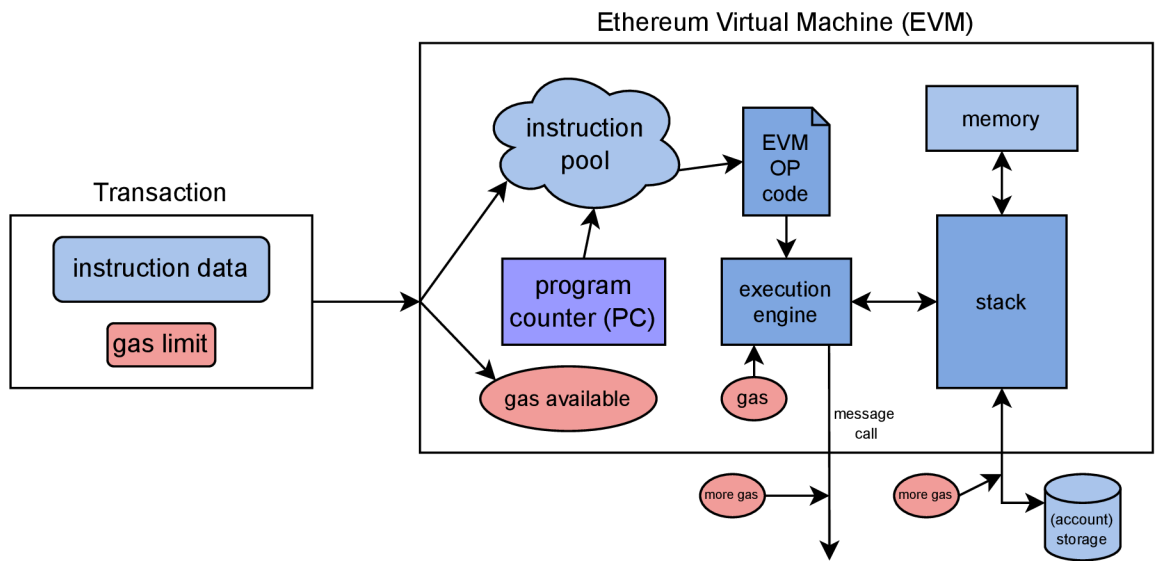 Ethereum Virtual Machine (EVM)
Transaction
instruction data
gas limit
instruction
pool
program
counter (PC)
gas available
EVM
OP
code
execution
engine
gas
message
call
memory
stack
more gas
more gas
(account)
storage